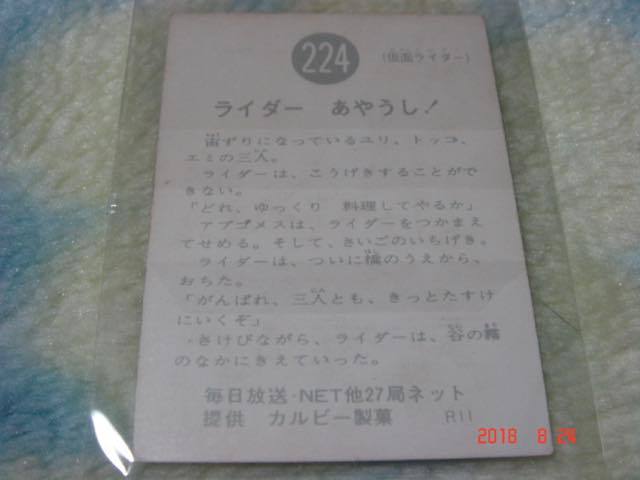 224
(仮面ライダー)
ライダー　あやうし！
宙ずりになっているユリ、トッコ、
エミの三人。
ライダーは、こうげきすることがで
きない。
「どれ、ゆっくり　料理してやるか」
アブゴメスは、ライダーをつかまえ
てせめる。そして、さいごのいちげき。
ライダーは、ついに橋のうえから、
おちた。
「がんばれ、三人とも、きっとたすけ
にいくぞ」
さけびながら、ライダーは、谷の霧
のなかにきえていった。
毎日放送・NET他27局ネット
提供　カルビー製菓　R11
2018 8 24